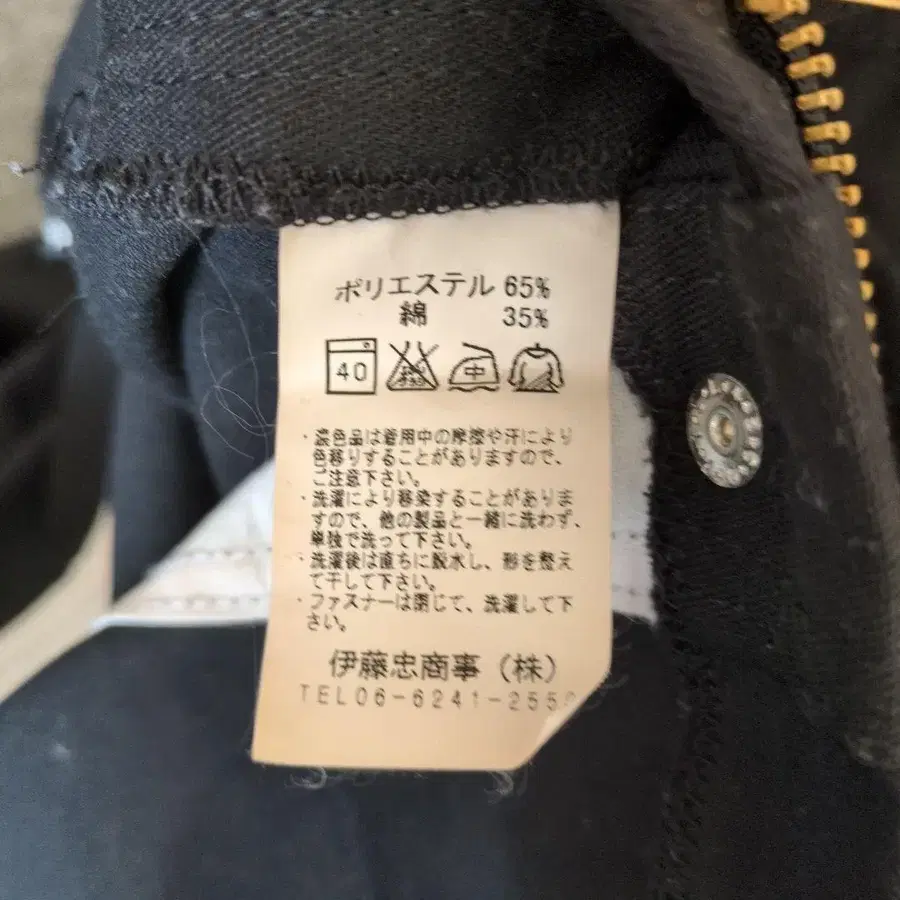 ポリエステル 65%
綿 35%
40 中
・濃色品は着用中の摩擦や汗により
色移りすることがありますので、
ご注意下さい。
・洗濯により移染することがありま
すので、他の製品と一緒に洗わず、
単独で洗って下さい。
・洗濯後は直ちに脱水し、形を整え
て干して下さい。
・ファスナーは閉じて、洗濯して下
さい。
伊藤忠商事(株)